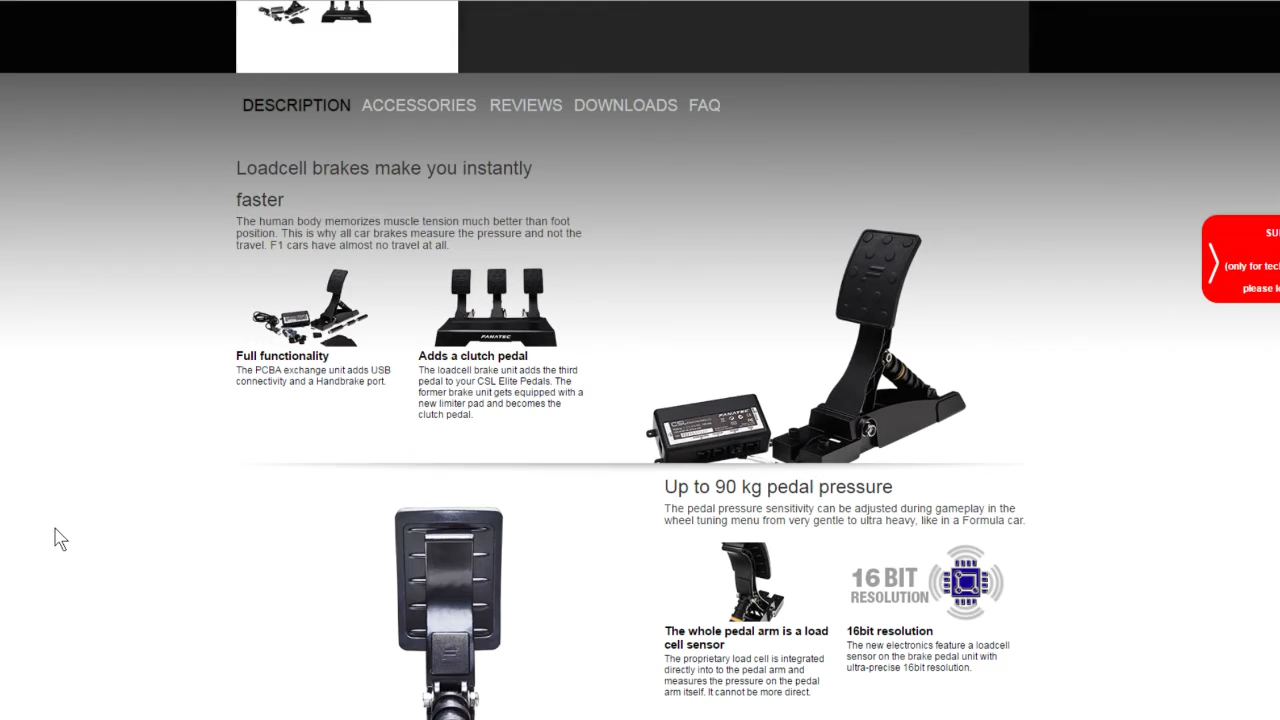 DESCRIPTION ACCESSORIES REVIEWS DOWNLOADS FAQ
Loadcell brakes make you instantly
faster
The human body memorizes muscle tension much better than foot
position. This is why all car brakes measure the pressure and not the
travel. F1 cars have almost no travel at all.
FANATEC
Full functionality
The PCBA exchange unit adds USB
connectivity and a Handbrake port.
Adds a clutch pedal
The loadcell brake unit adds the third
pedal to your CSL Elite Pedals. The
former brake unit gets equipped with a
new limiter pad and becomes the
clutch pedal.
FANATEC
CSL
(only for tec
please l
Up to 90 kg pedal pressure
The pedal pressure sensitivity can be adjusted during gameplay in the
wheel tuning menu from very gentle to ultra heavy, like in a Formula car.
16 BIT
RESOLUTION
The whole pedal arm is a load
cell sensor
The proprietary load cell is integrated
directly into to the pedal arm and
measures the pressure on the pedal
arm itself. It cannot be more direct.
16bit resolution
The new electronics feature a loadcell
sensor on the brake pedal unit with
ultra-precise 16bit resolution.